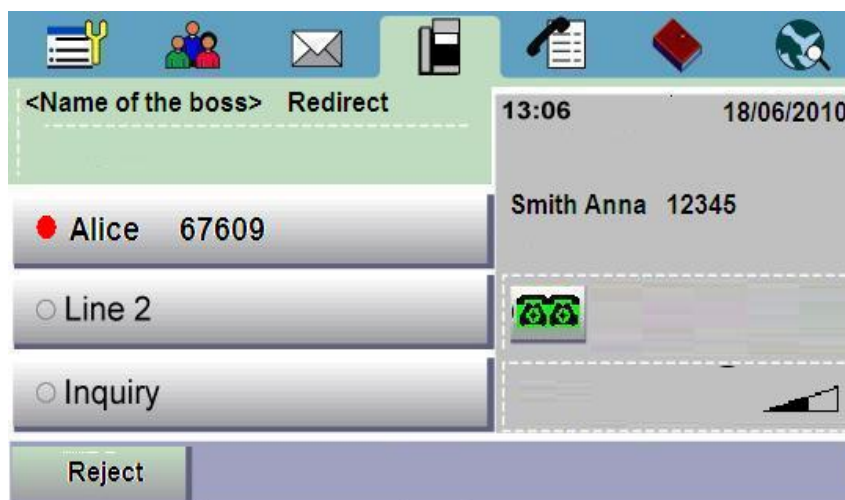 <Name of the boss> Redirect
13:06 18/06/2010
Smith Anna 12345
Alice 67609
Line 2
Inquiry
Reject